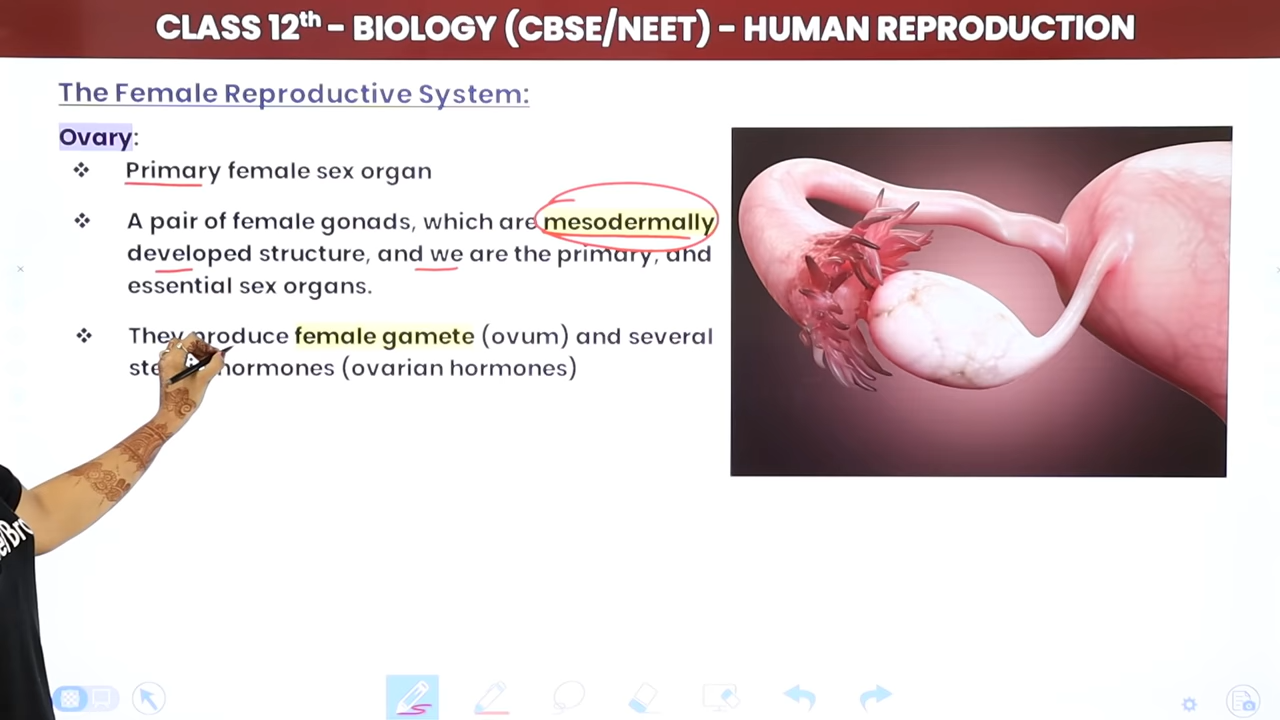 CLASS 12th – BIOLOGY (CBSE/NEET) – HUMAN REPRODUCTION
The Female Reproductive System:
Ovary:
❖ Primary female sex organ
❖ A pair of female gonads, which are mesodermally
developed structure, and we are the primary, and
essential sex organs.
❖ They produce female gamete (ovum) and several
hormones (ovarian hormones)